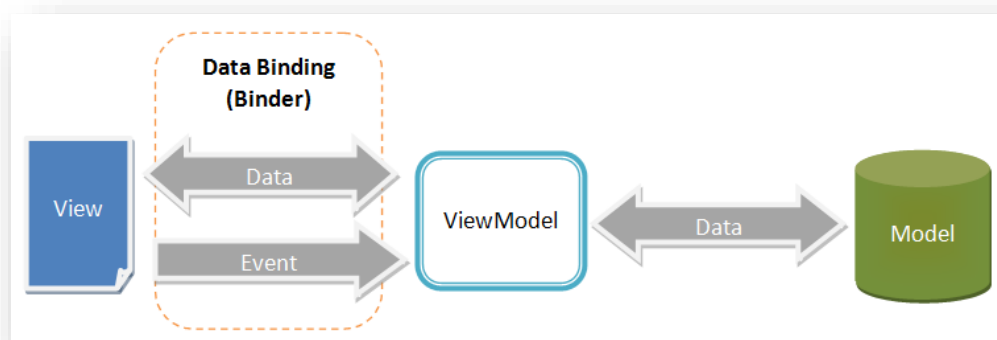 Data Binding
(Binder)
View
Data
Event
ViewModel
Data
Model